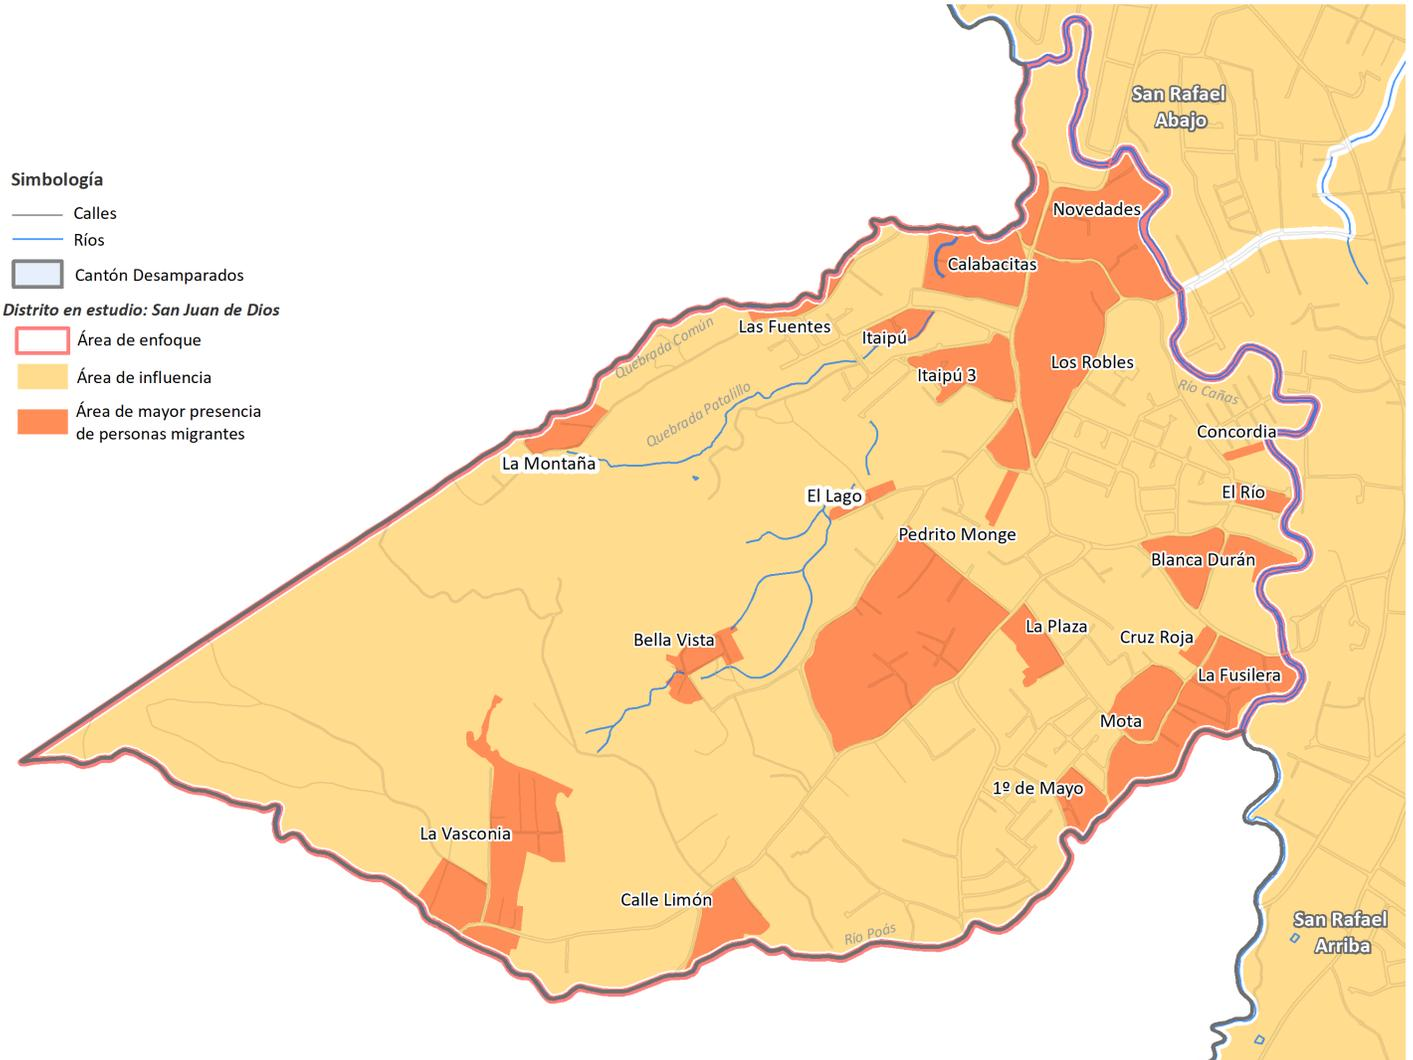 San Rafael
Abajo
Simbología
Calles
Ríos
Cantón Desamparados
Distrito en estudio: San Juan de Dios
Área de enfoque
Área de influencia
Área de mayor presencia
de personas migrantes
Novedades
Calabacitas
Las Fuentes
Itaipú
Quebrada Común
Itaipú 3
Los Robles
Río Cañas
Quebrada Patalillo
Concordia
La Montaña
El Lago
El Río
Pedrito Monge
Blanca Durán
Bella Vista
La Plaza
Cruz Roja
La Fusilera
Mota
1º de Mayo
La Vasconia
Calle Limón
Río Poás
San Rafael
Arriba